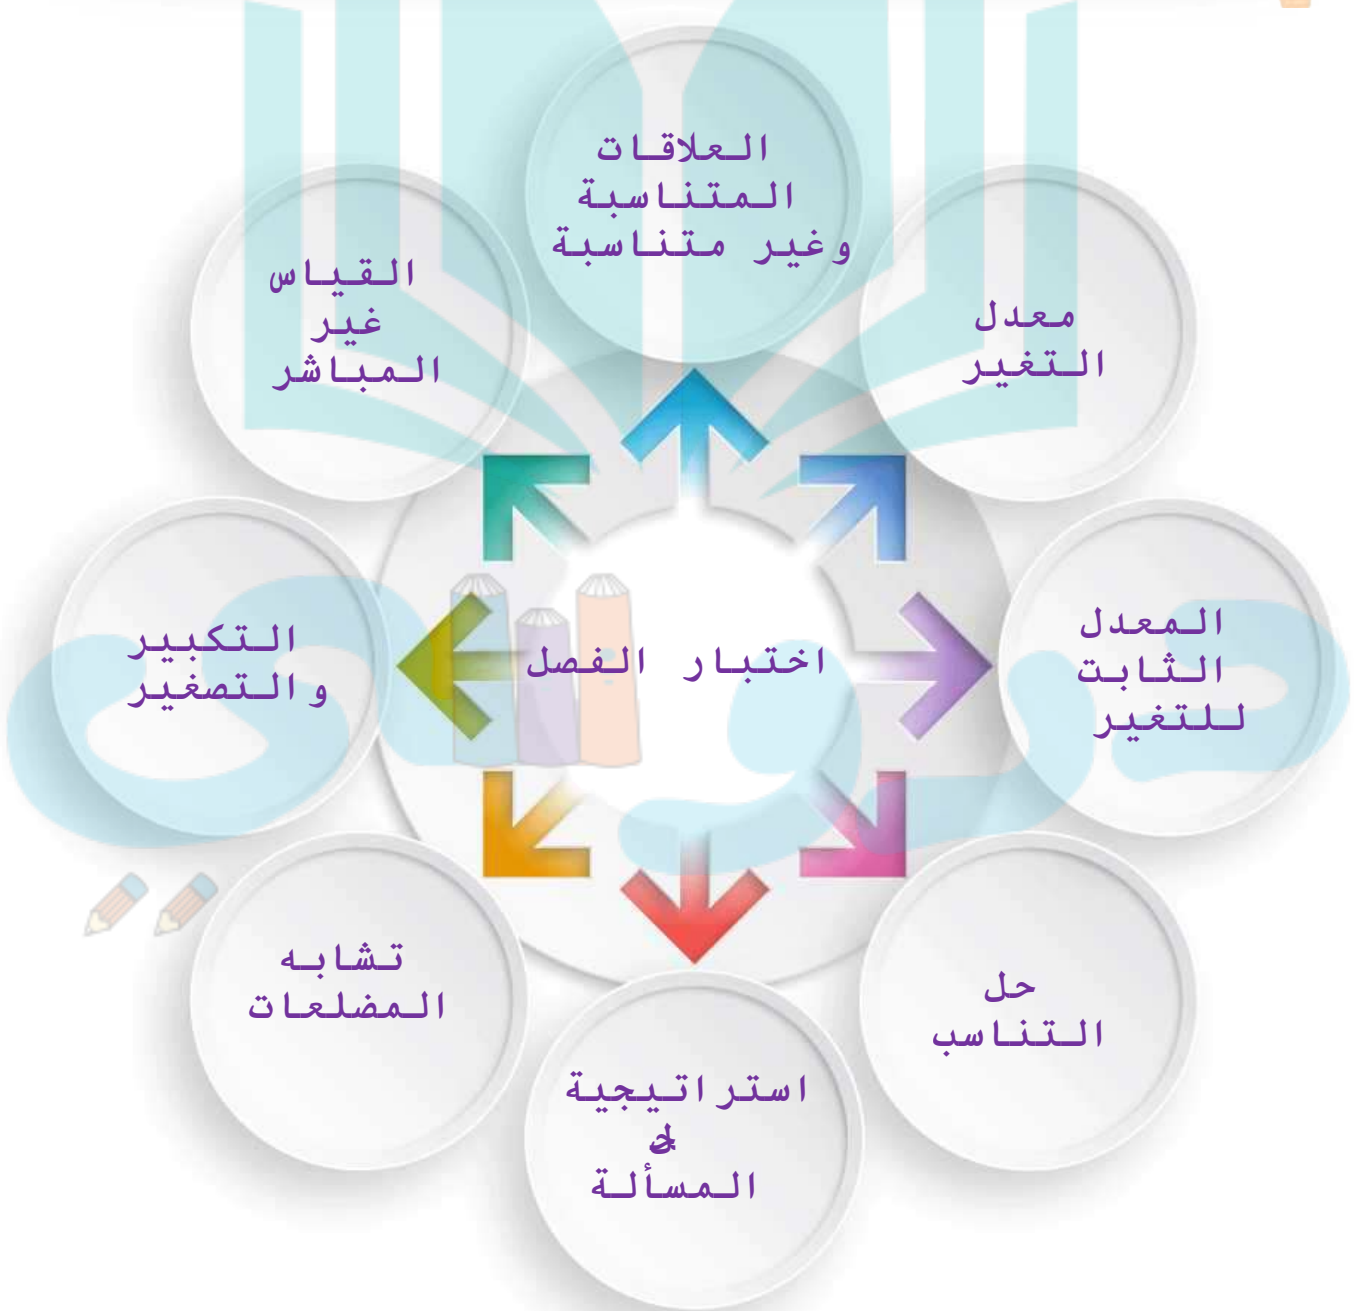 العلاقات
المتناسبة
وغير متناسبة
معدل
التغير
المعدل
الثابت
للتغير
حل
التناسب
استراتيجية
المسألة
تشابه
المضلعات
التكبير
والتصغير
القياس
غير
المباشر
اختبار الفصل